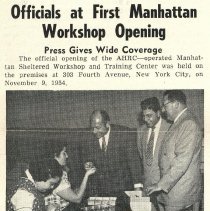 Officials at First Manhattan
Workshop Opening
Press Gives Wide Coverage
The official opening of the AHRC—operated Manhat-
tan Sheltered Workshop and Training Center was held on
the premises at 303 Fourth Avenue, New York City, on
November 9, 1954.